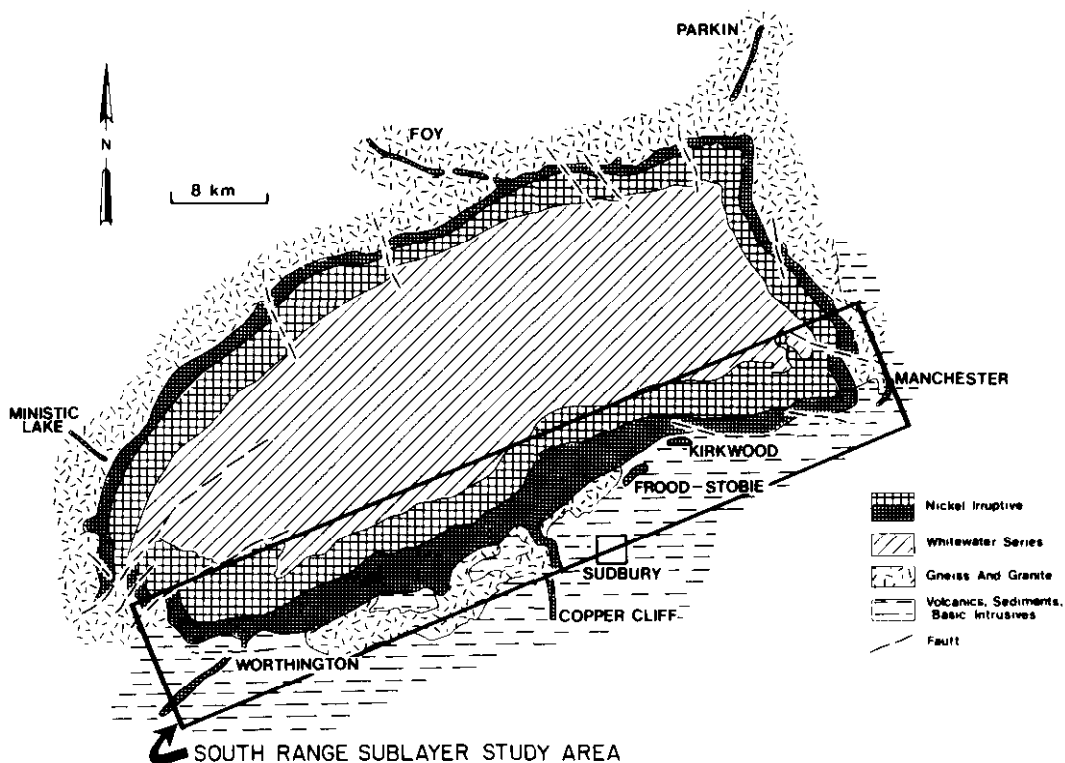 PARKIN
FOY
N
8 km
MINISTIC
LAKE
MANCHESTER
KIRKWOOD
FROOD-STOBIE
SUDBURY
COPPER CLIFF
WORTHINGTON
Nickel Irruptive
Whitewater Series
Gneiss And Granite
Volcanics, Sediments,
Basic Intrusives
Fault
SOUTH RANGE SUBLAYER STUDY AREA